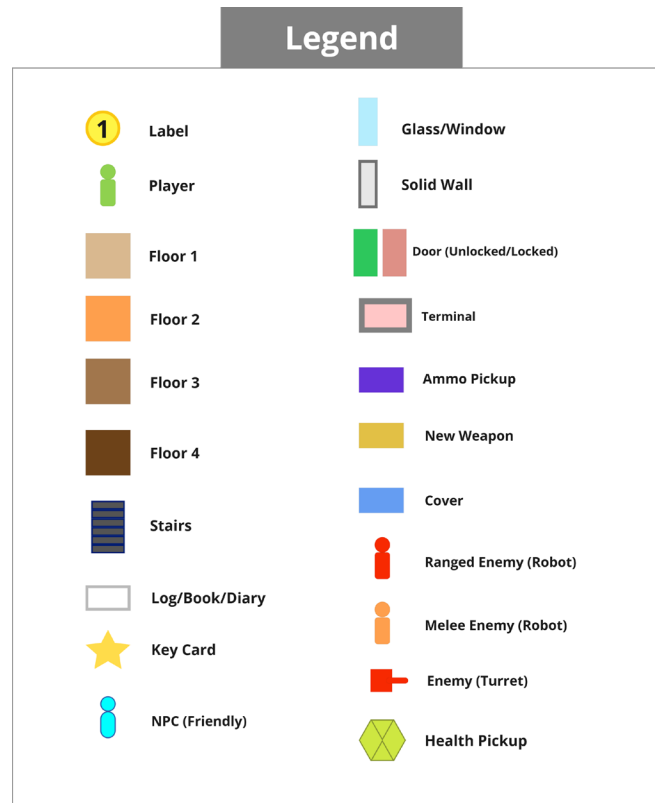 Legend
1
Label
Player
Floor 1
Floor 2
Floor 3
Floor 4
Stairs
Log/Book/Diary
Key Card
NPC (Friendly)
Glass/Window
Solid Wall
Door (Unlocked/Locked)
Terminal
Ammo Pickup
New Weapon
Cover
Ranged Enemy (Robot)
Melee Enemy (Robot)
Enemy (Turret)
Health Pickup